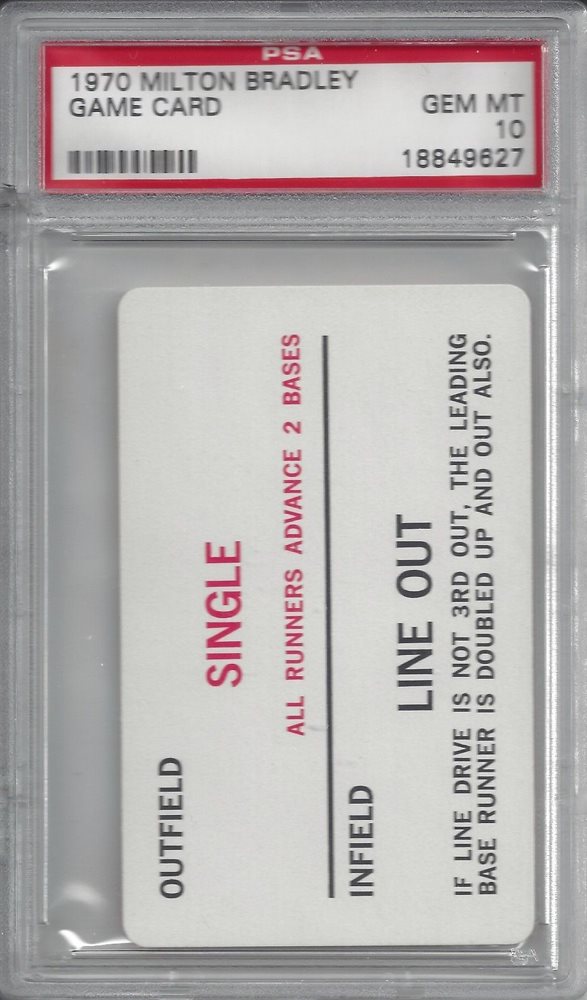 PSA
1970 MILTON BRADLEY
GAME CARD
GEM MT
10
18849627
OUTFIELD
SINGLE
ALL RUNNERS ADVANCE 2 BASES
INFIELD
LINE OUT
IF LINE DRIVE IS NOT 3RD OUT, THE LEADING
BASE RUNNER IS DOUBLED UP AND OUT ALSO.